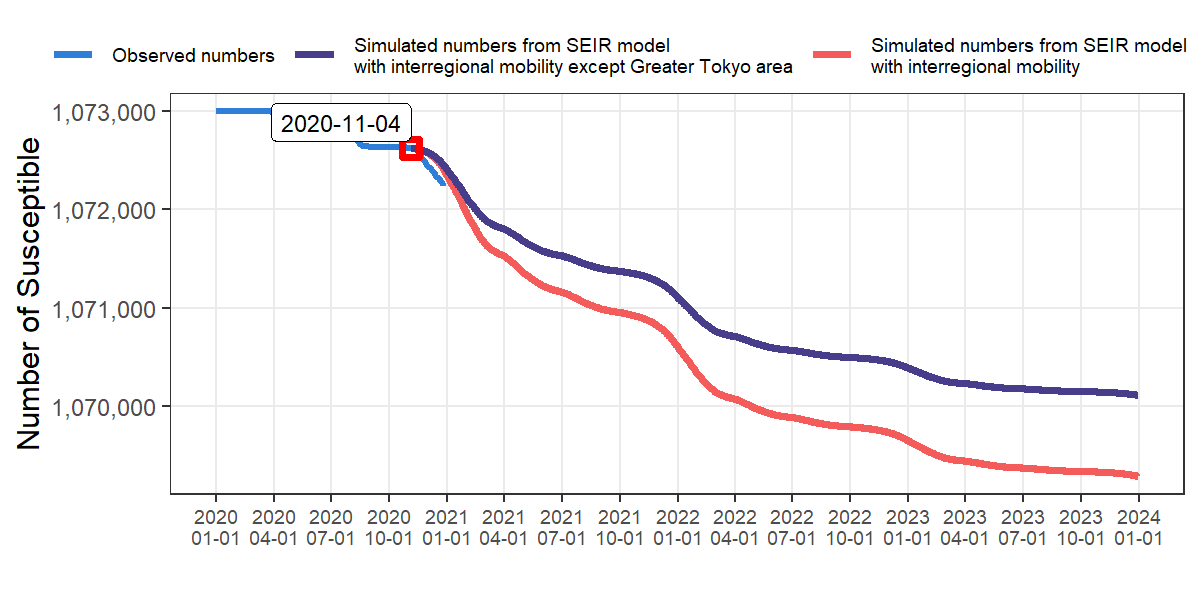 Observed numbers
Simulated numbers from SEIR model
with interregional mobility except Greater Tokyo area
Simulated numbers from SEIR model
with interregional mobility
Number of Susceptible
1,073,000
1,072,000
1,071,000
1,070,000
2020-11-04
2020 2020 2020 2020 2021 2021 2021 2021 2022 2022 2022 2022 2023 2023 2023 2023 2024
01-01 04-01 07-01 10-01 01-01 04-01 07-01 10-01 01-01 04-01 07-01 10-01 01-01 04-01 07-01 10-01 01-01